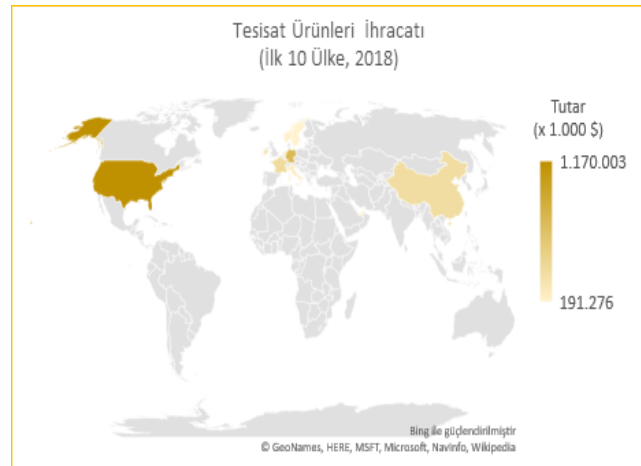 Tesisat Ürünleri İhracatı
(İlk 10 Ülke, 2018)
Tutar
(x 1.000 $)
1.170.003
191.276
Bing ile güçlendirilmiştir
© GeoNames, HERE, MSFT, Microsoft, NavInfo, Wikipedia